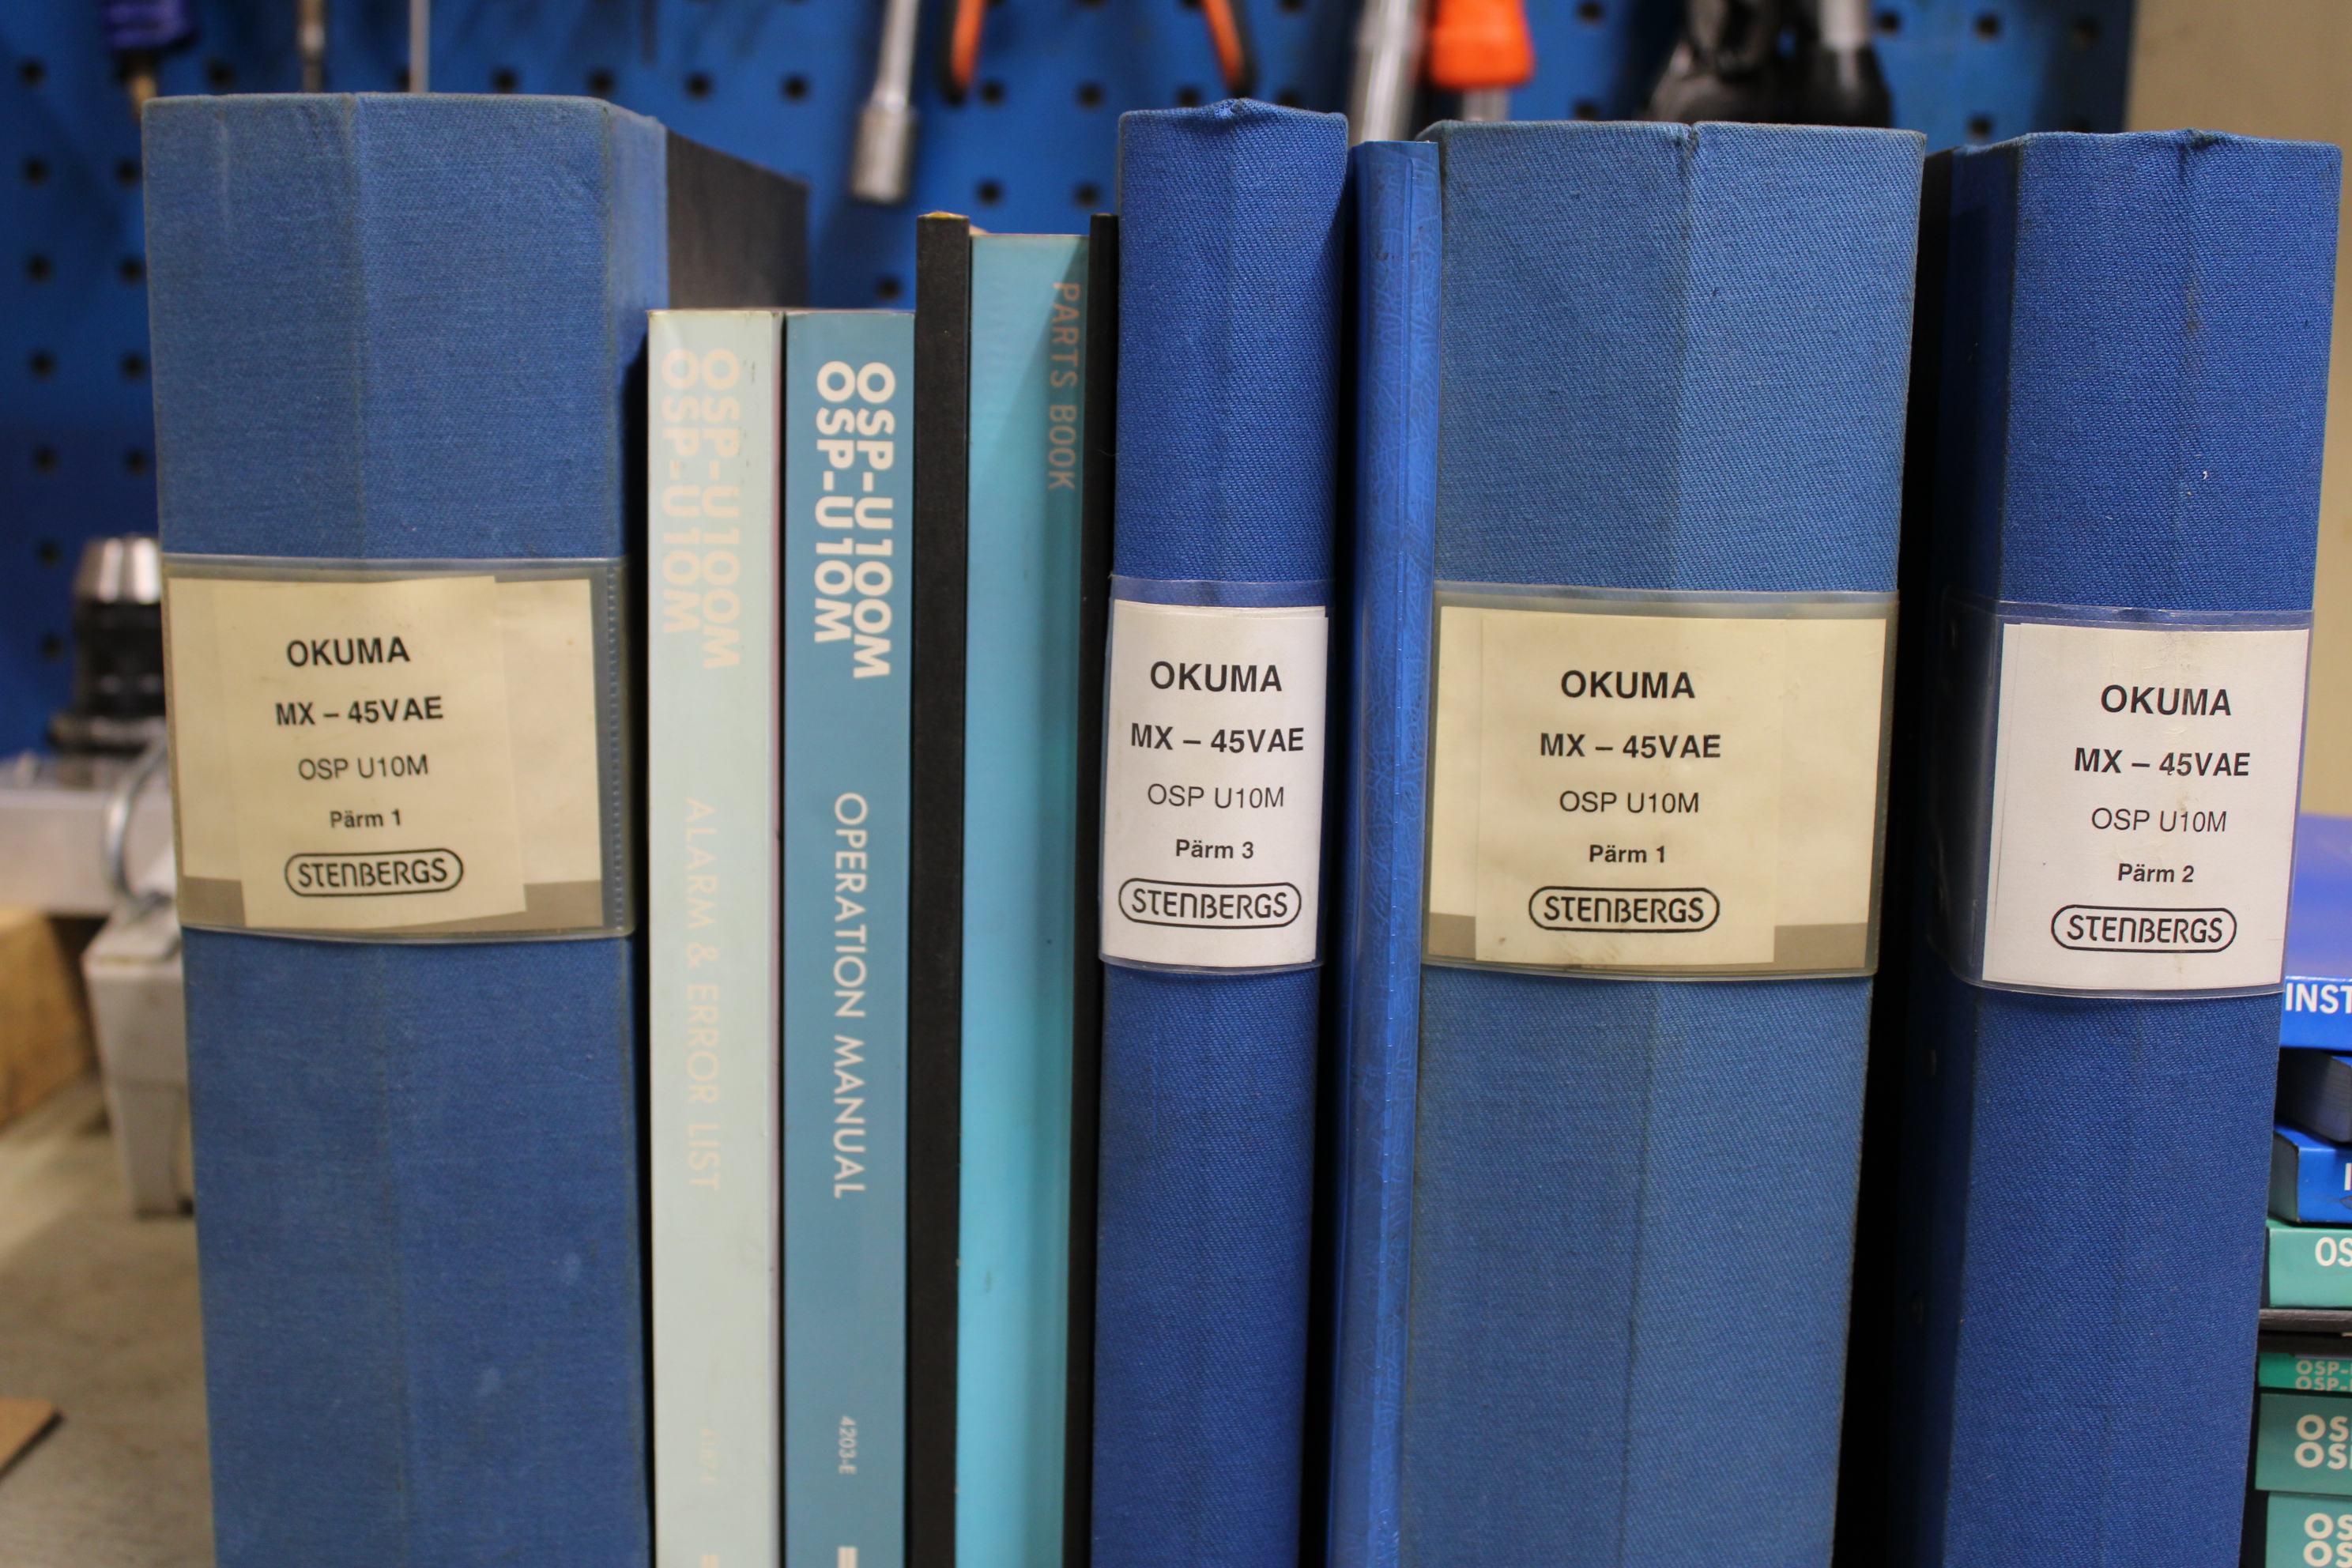 OKUMA
MX – 45VAE
OSP U10M
Pärm 1
STENBERGS
OSP-U100M
OSP-U10M
ALARM & ERROR LIST
OSP-U100M
OSP-U10M
OPERATION MANUAL
4203-E
PARTS BOOK
OKUMA
MX – 45VAE
OSP U10M
Pärm 3
STENBERGS
OKUMA
MX – 45VAE
OSP U10M
Pärm 1
STENBERGS
OKUMA
MX – 45VAE
OSP U10M
Pärm 2
STENBERGS